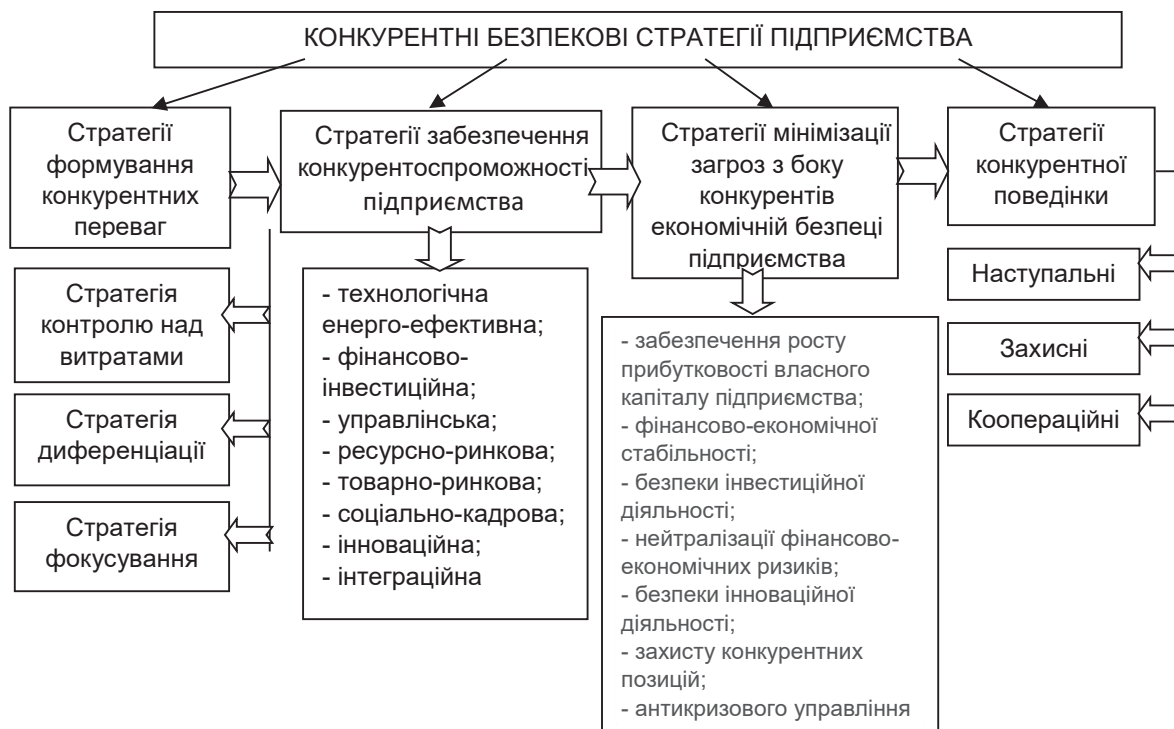 КОНКУРЕНТНІ БЕЗПЕКОВІ СТРАТЕГІЇ ПІДПРИЄМСТВА
Стратегії
формування
конкурентних
переваг
Стратегії забезпечення
конкурентоспроможності
підприємства
Стратегії мінімізації
загроз з боку
конкурентів
економічній безпеці
підприємства
Стратегії
конкурентної
поведінки
Стратегія
контролю над
витратами
Стратегія
диференціації
Стратегія
фокусування
- технологічна
енерго-ефективна;
- фінансово-
інвестиційна;
- управлінська;
- ресурсно-ринкова;
- товарно-ринкова;
- соціально-кадрова;
- інноваційна;
- інтеграційна
- забезпечення росту
прибутковості власного
капіталу підприємства;
- фінансово-економічної
стабільності;
- безпеки інвестиційної
діяльності;
- нейтралізації фінансово-
економічних ризиків;
- безпеки інноваційної
діяльності;
- захисту конкурентних
позицій;
- антикризового управління
Наступальні
Захисні
Коопераційні